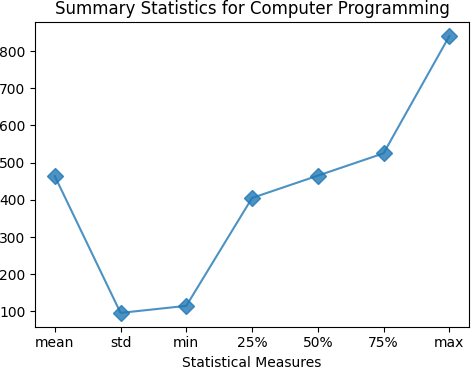 Summary Statistics for Computer Programming
800
700
600
500
400
300
200
100
mean std min 25% 50% 75% max
Statistical Measures